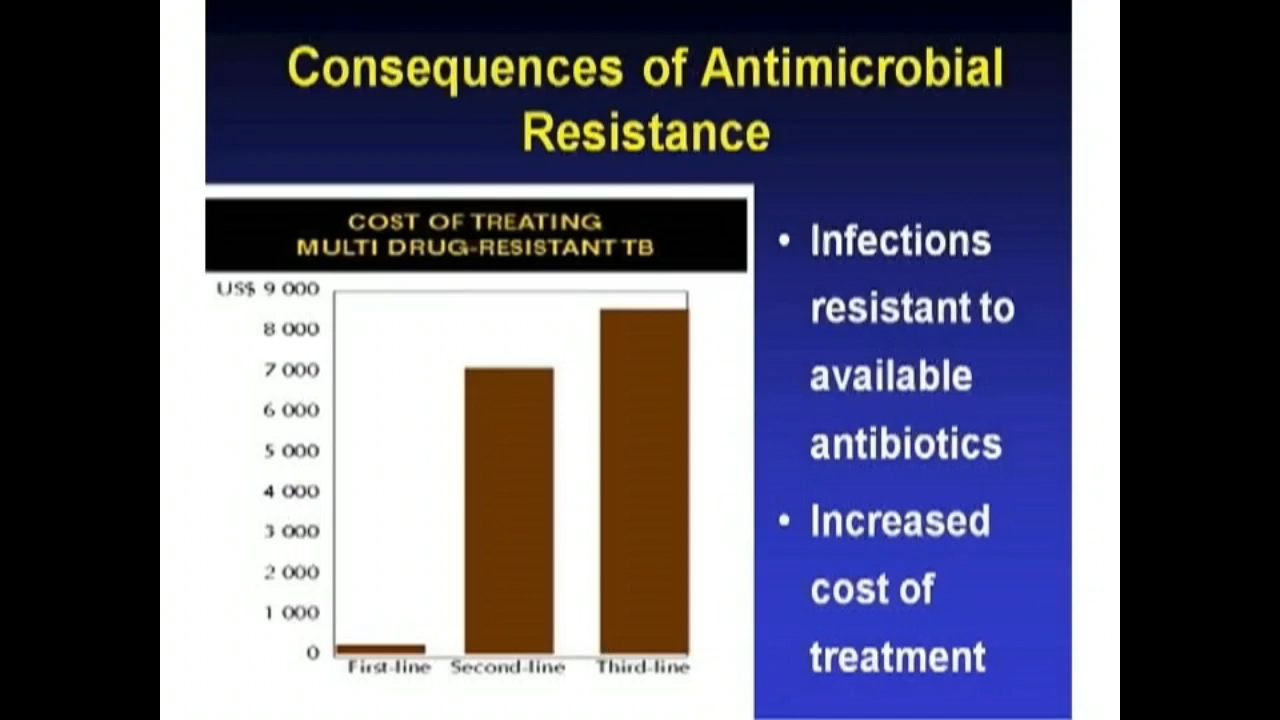 Consequences of Antimicrobial
Resistance
COST OF TREATING
MULTI DRUG-RESISTANT TB
US$ 9 000
8 000
7 000
6 000
5 000
4 000
3 000
2 000
1 000
0
First-line Second-line Third-line
• Infections
resistant to
available
antibiotics
• Increased
cost of
treatment